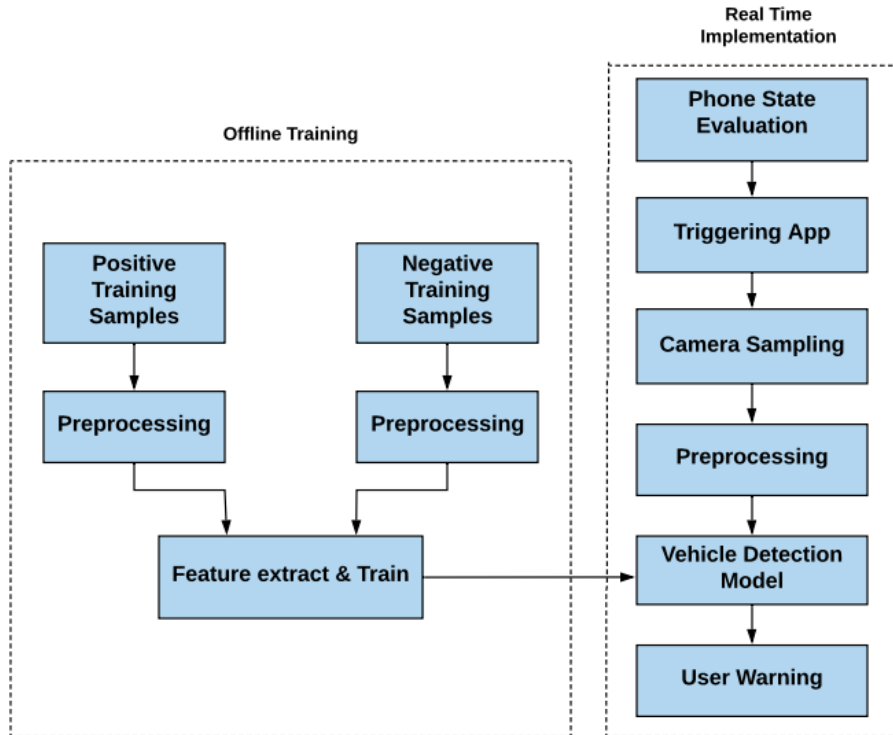 Real Time
Implementation
Phone State
Evaluation
Offline Training
Triggering App
Positive
Training
Samples
Negative
Training
Samples
Camera Sampling
Preprocessing
Preprocessing
Preprocessing
Feature extract & Train
Vehicle Detection
Model
User Warning